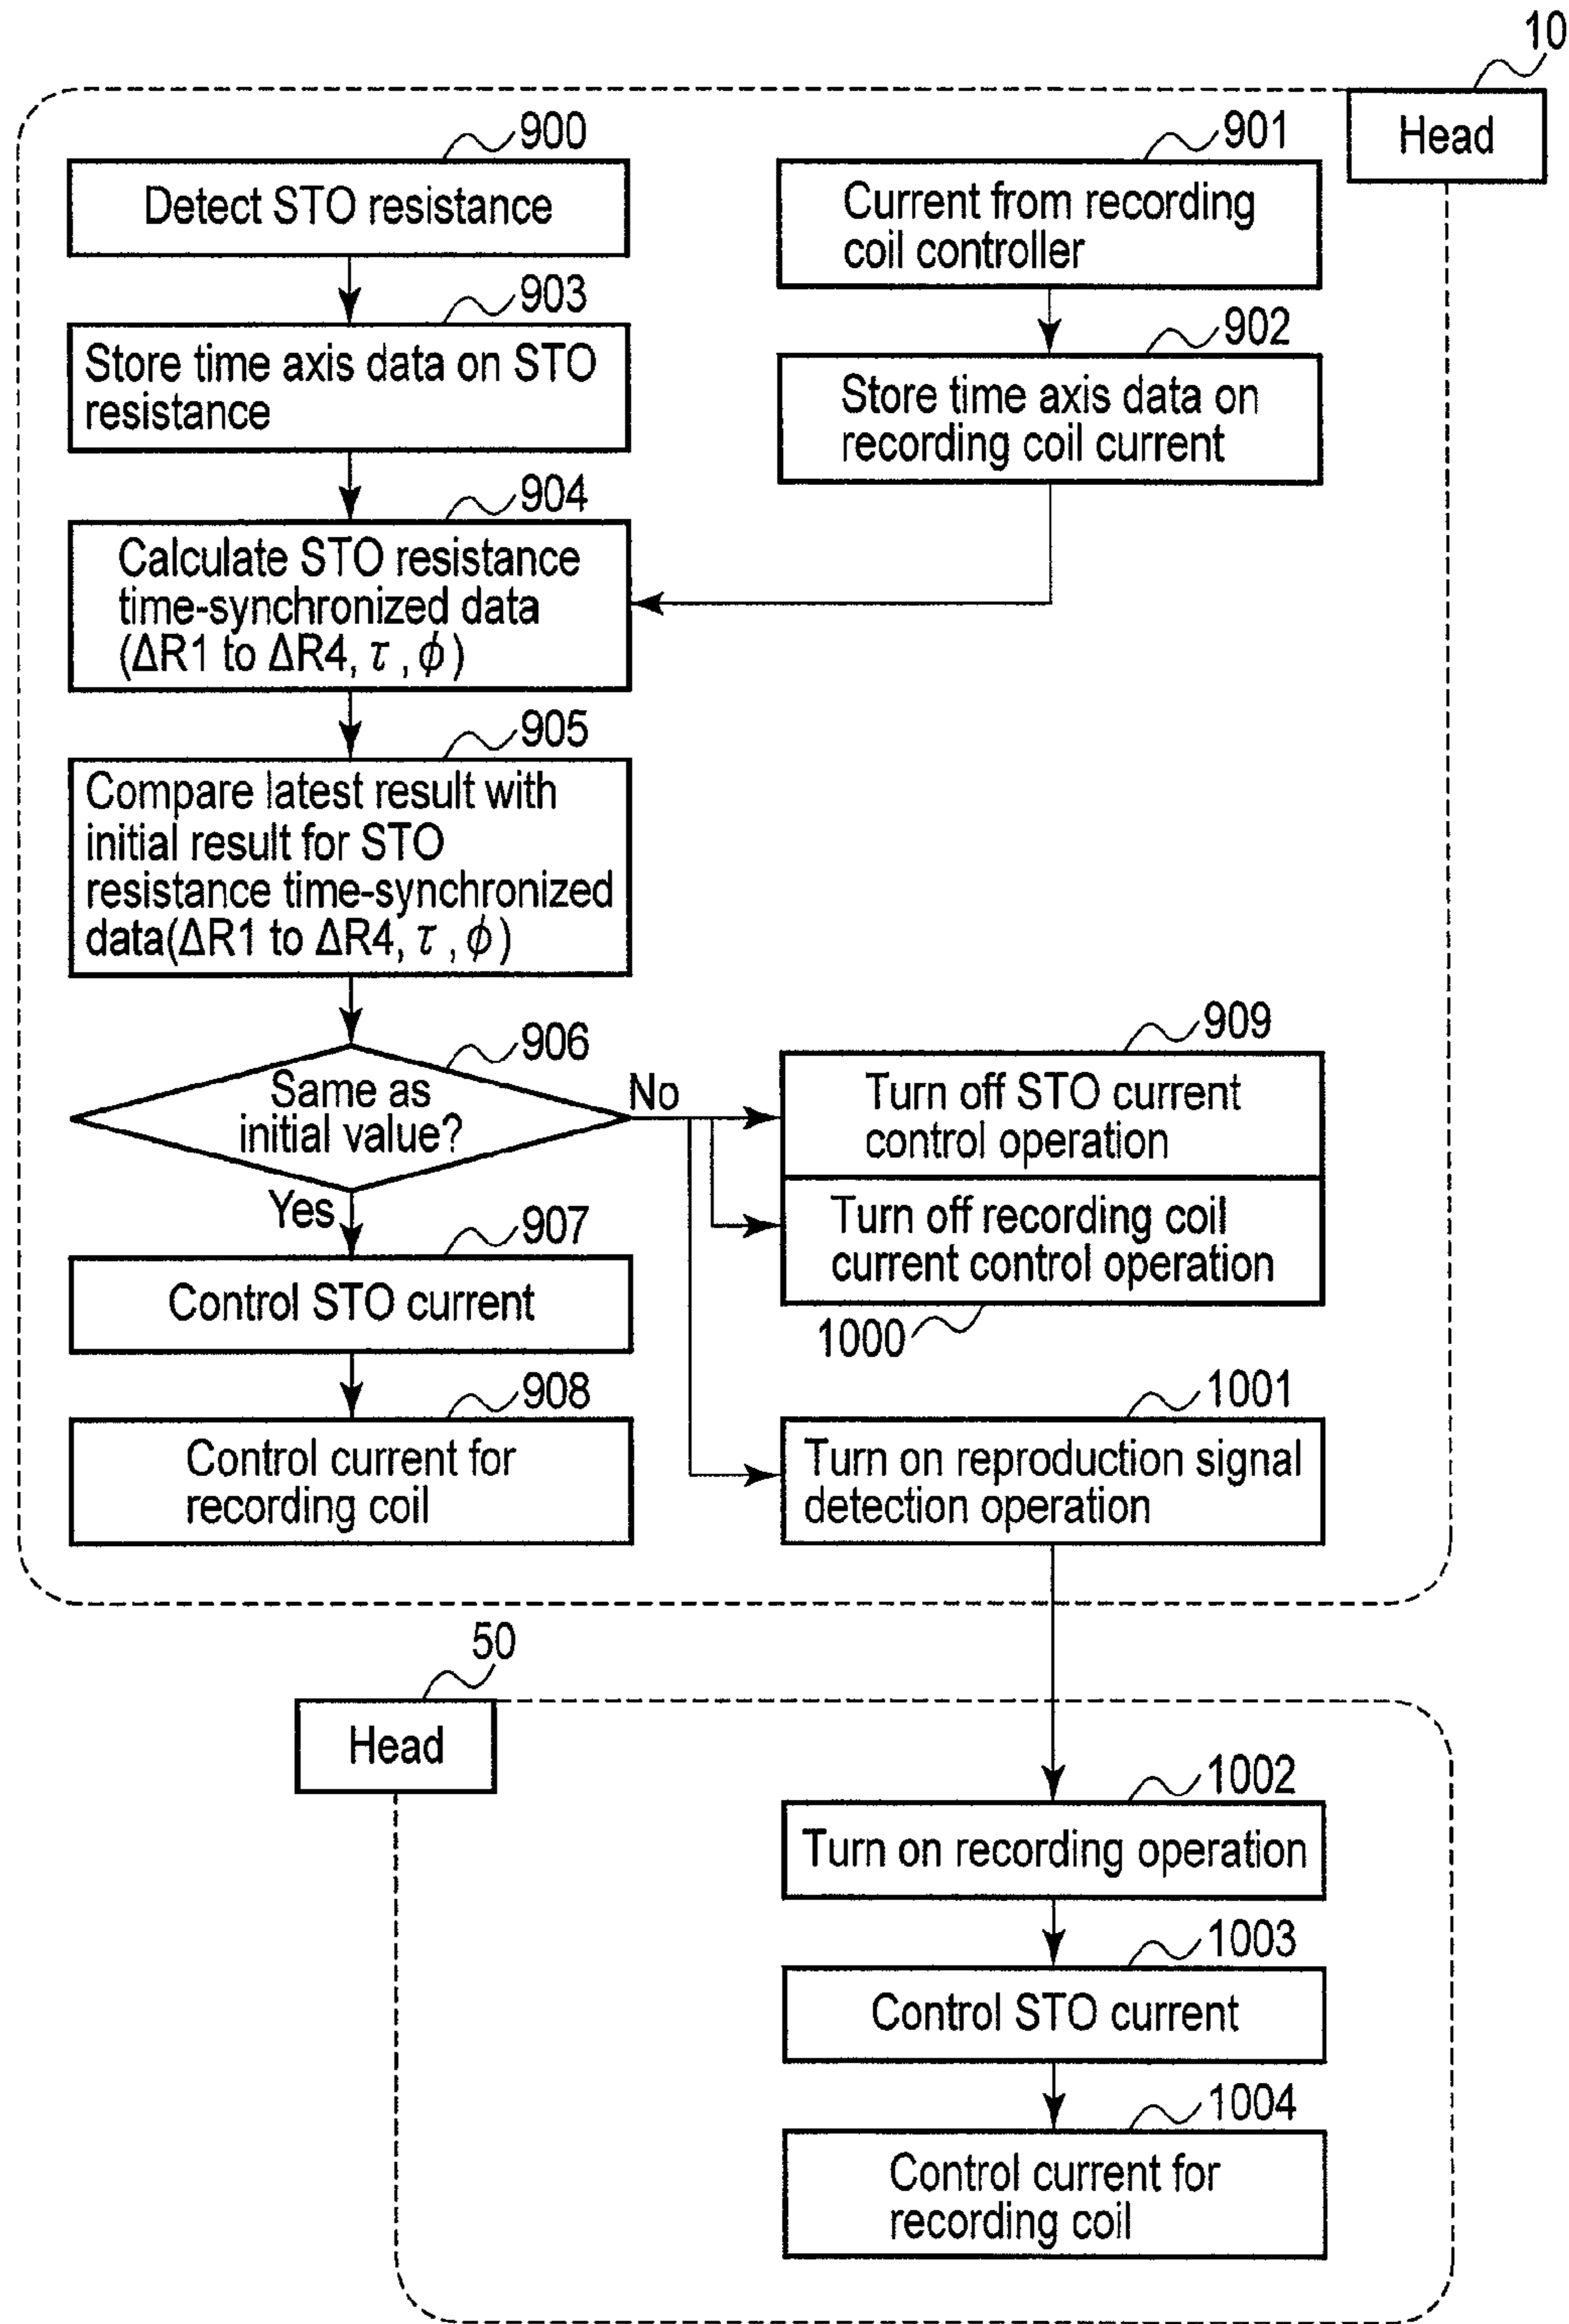 10
Head
900
Detect STO resistance
901
Current from recording
coil controller
903
Store time axis data on STO
resistance
902
Store time axis data on
recording coil current
904
Calculate STO resistance
time-synchronized data
(ΔR1 to ΔR4, τ, φ)
905
Compare latest result with
initial result for STO
resistance time-synchronized
data(ΔR1 to ΔR4, τ, φ)
906
Same as
initial value?
No
Yes
909
Turn off STO current
control operation
Turn off recording coil
current control operation
1000
907
Control STO current
908
Control current for
recording coil
1001
Turn on reproduction signal
detection operation
50
Head
1002
Turn on recording operation
1003
Control STO current
1004
Control current for
recording coil